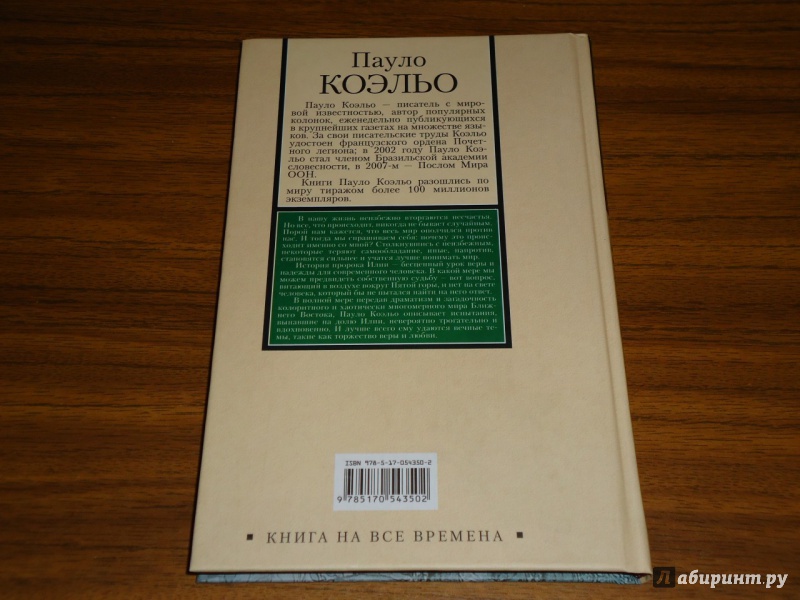 Пауло
КОЭЛЬО
Пауло Коэльо — писатель с миро-
вой известностью, автор популярных
колонок, еженедельно публикующихся
в крупнейших газетах на множестве язы-
ков. За свои писательские труды Коэльо
удостоен французского ордена Почет-
ного легиона; в 2002 году Пауло Коэ-
льо стал членом Бразильской академии
словесности, в 2007-м — Послом Мира
ООН.
Книги Пауло Коэльо разошлись по
миру тиражом более 100 миллионов
экземпляров.
В нашу жизнь неизбежно вторгаются несчастья.
Но все, что происходит, никогда не бывает случайным.
Порой нам кажется, что весь мир ополчился против
нас. И тогда мы спрашиваем себя: почему это проис-
ходит именно со мной? Столкнувшись с неизбежным,
некоторые теряют самообладание, иные, напротив,
становятся сильнее и учатся лучше понимать мир.
История пророка Илии — бесценный урок веры и
надежды для современного человека. В какой мере мы
можем предвидеть собственную судьбу — вот вопрос,
витающий в воздухе вокруг Пятой горы, и нет на свете
человека, который бы не пытался найти на него ответ.
В полной мере передав драматизм и загадочность
колоритного и хаотически многомерного мира Ближ-
него Востока, Пауло Коэльо описывает испытания,
выпавшие на долю Илии, невероятно трогательно и
вдохновенно. И лучше всего ему удаются вечные те-
мы, такие как торжество веры и любви.
ISBN 978-5-17-054350-2
9 785170 543502
▪ КНИГА НА ВСЕ ВРЕМЕНА ▪
Лабиринт.ру